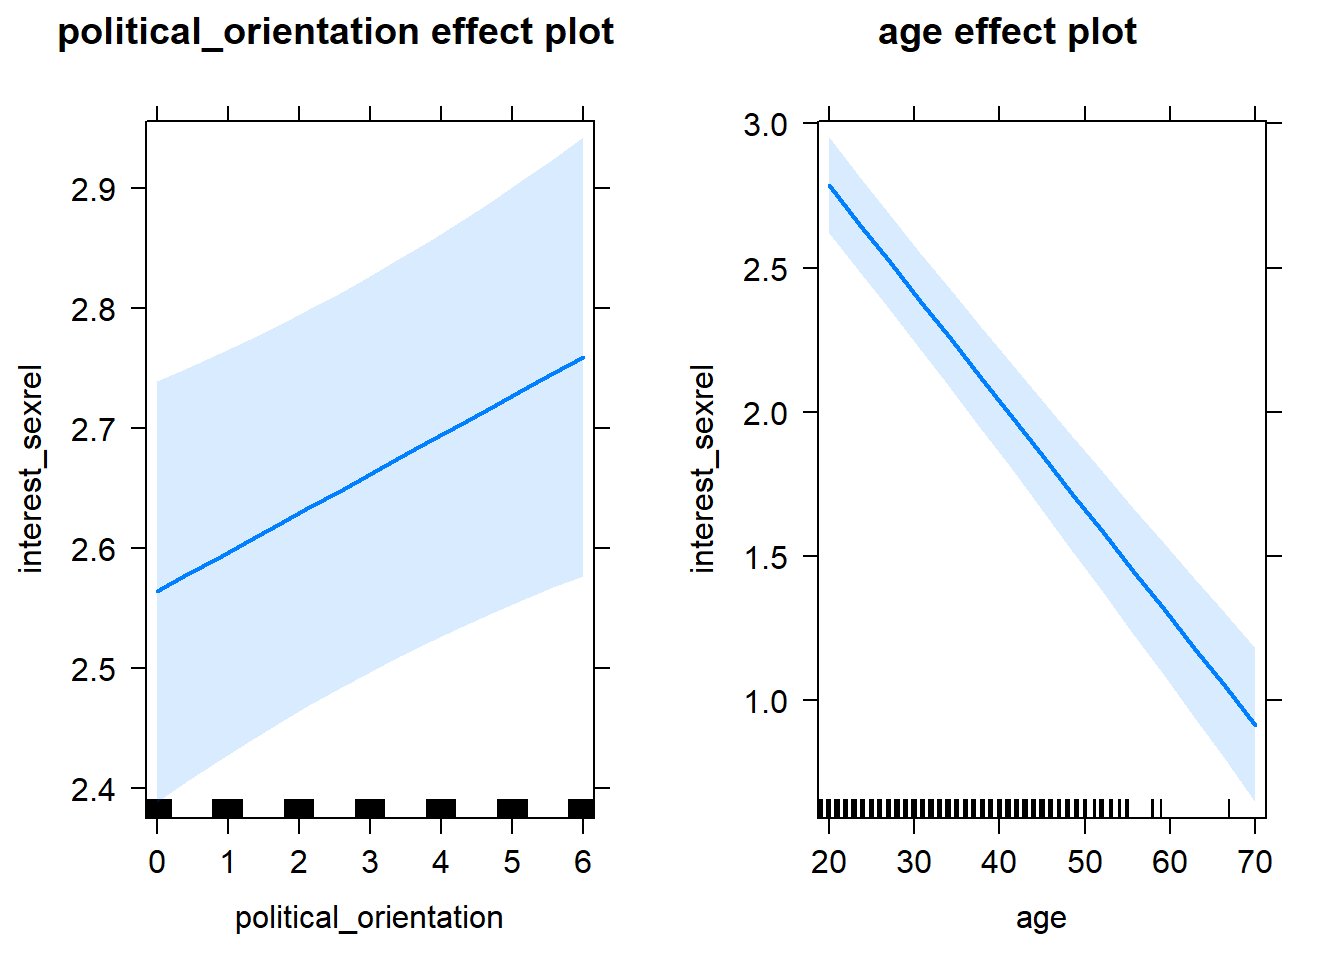 political_orientation effect plot
2.9
2.8
2.7
2.6
2.5
2.4
interest_sexrel
0 1 2 3 4 5 6
political_orientation
age effect plot
3.0
2.5
2.0
1.5
1.0
interest_sexrel
20 30 40 50 60 70
age